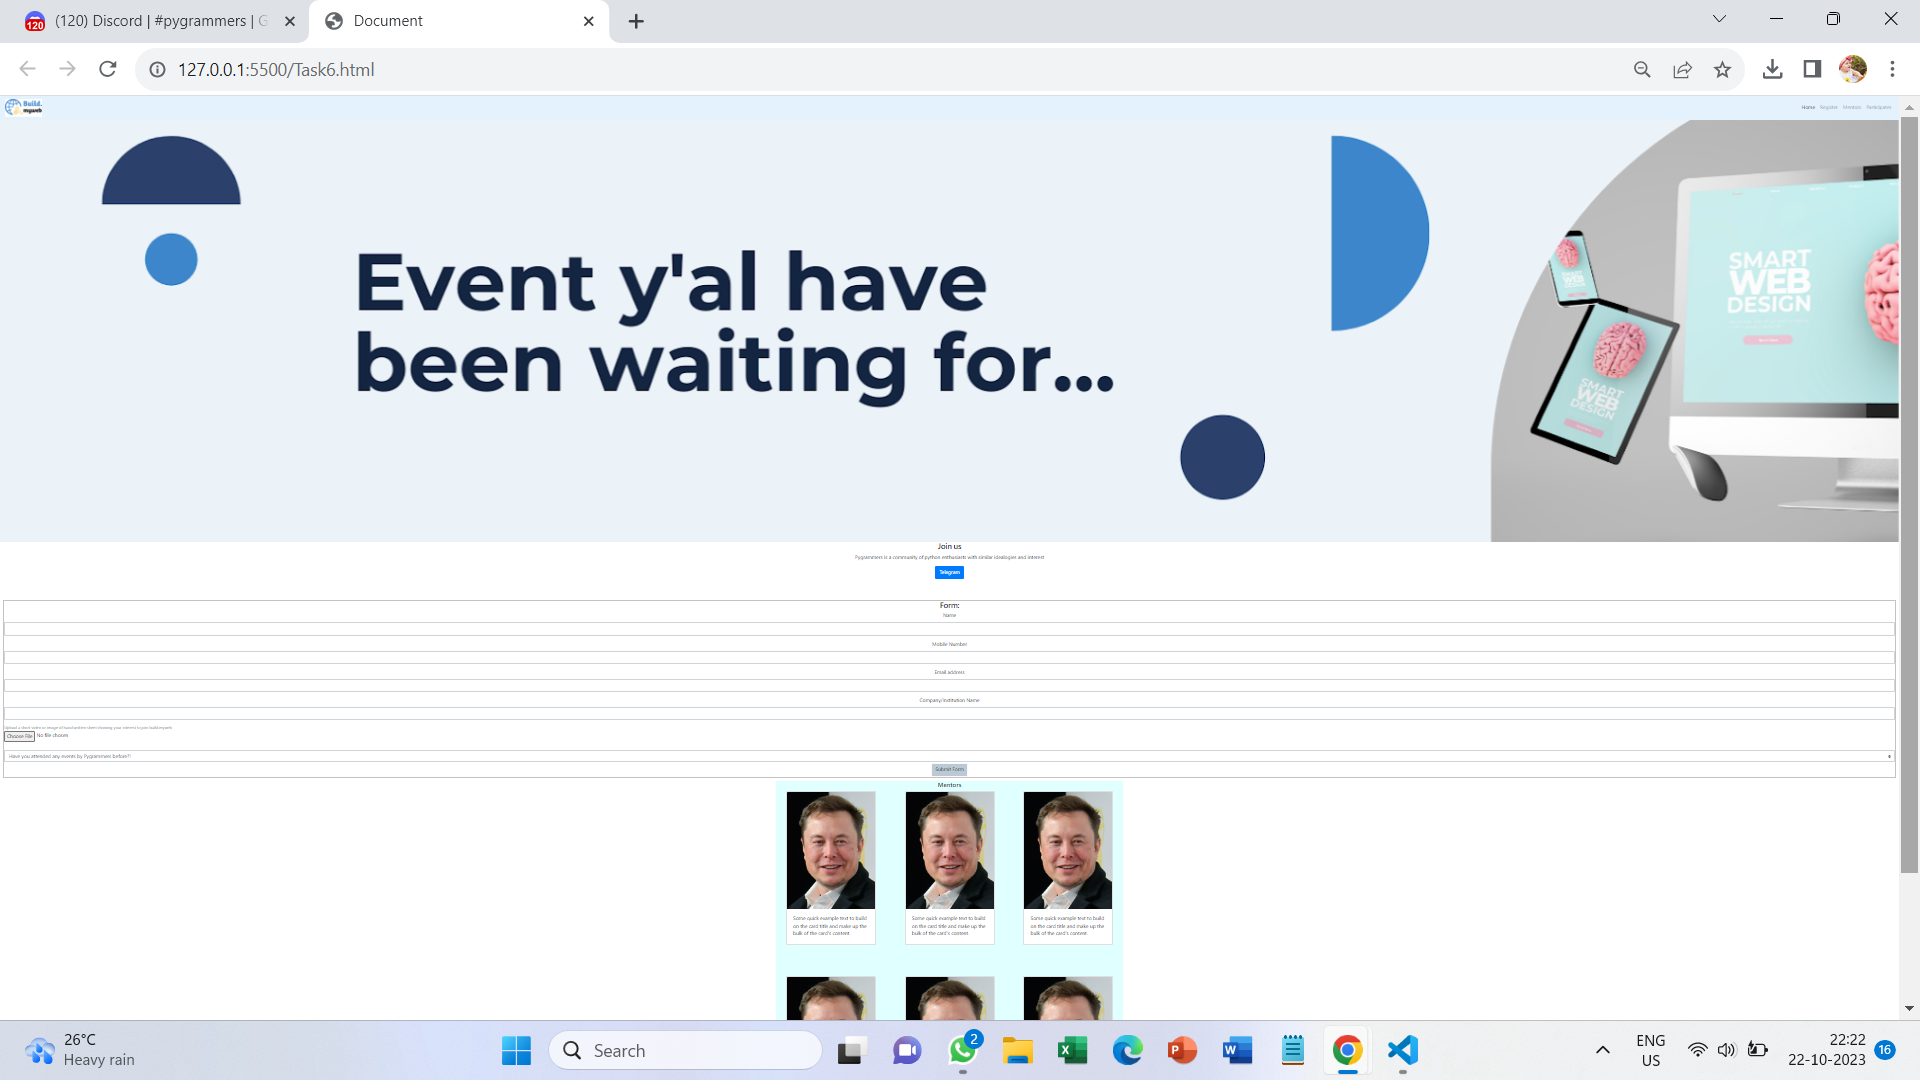 120
(120) Discord | #pygrammers | G
Document
127.0.0.1:5500/Task6.html
Build.
myweb
Home Register Mentors Participants
Event y'al have
been waiting for...
SMART
WEB
DESIGN
SMART
WEB
DESIGN
Join us
Pygrammers is a community of python enthusiasts with similar idealogies and interest
Telegram
Form:
Name
Mobile Number
Email address
Company/Institution Name
Upload a short video or image of handwritten sheet showing your interest to join build.myweb
Choose File No file chosen
Have you attended any events by Pygrammers before??
Submit Form
Mentors
Some quick example text to build
on the card title and make up the
bulk of the card's content.
Some quick example text to build
on the card title and make up the
bulk of the card's content.
Some quick example text to build
on the card title and make up the
bulk of the card's content.
26°C
Heavy rain
Search
2
ENG
US
22:22
22-10-2023
16